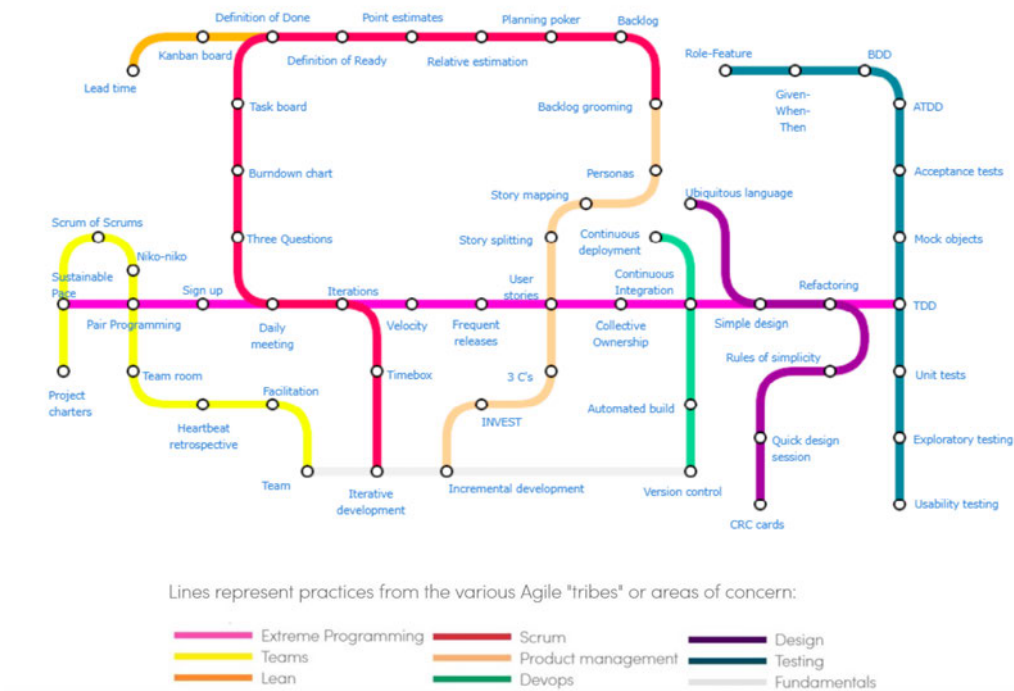 Definition of Done
Point estimates
Planning poker
Backlog
Kanban board
Definition of Ready
Relative estimation
Role-Feature
BDD
Lead time
Given-
When-
Then
Task board
Backlog grooming
ATDD
Burndown chart
Personas
Acceptance tests
Story mapping
Ubiquitous language
Scrum of Scrums
Three Questions
Story splitting
Continuous
deployment
Mock objects
Niko-niko
Sustainable
Pace
Sign up
Iterations
User
stories
Continuous
Integration
Refactoring
Pair Programming
Daily
meeting
Velocity
Frequent
releases
Collective
Ownership
Simple design
TDD
Rules of simplicity
Team room
Timebox
3 C's
Unit tests
Project
charters
Facilitation
Heartbeat
retrospective
INVEST
Automated build
Quick design
session
Exploratory testing
Team
Iterative
development
Incremental development
Version control
CRC cards
Usability testing
Lines represent practices from the various Agile "tribes" or areas of concern:
Extreme Programming
Scrum
Design
Teams
Product management
Testing
Lean
Devops
Fundamentals